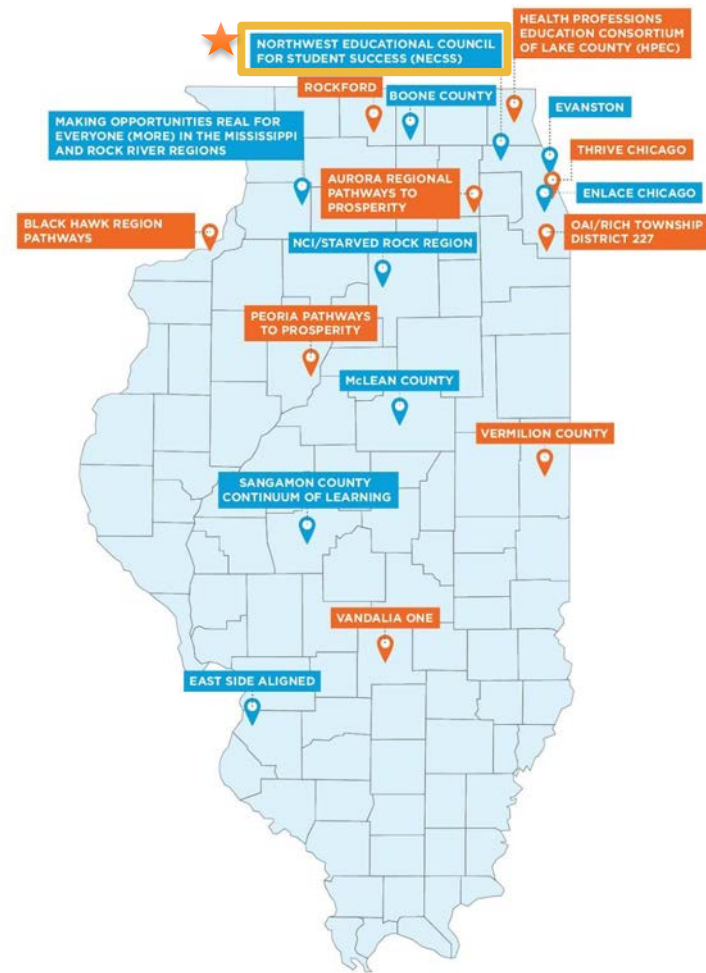 HEALTH PROFESSIONS
EDUCATION CONSORTIUM
OF LAKE COUNTY (HPEC)
NORTHWEST EDUCATIONAL COUNCIL
FOR STUDENT SUCCESS (NECSS)
ROCKFORD
BOONE COUNTY
EVANSTON
MAKING OPPORTUNITIES REAL FOR
EVERYONE (MORE) IN THE MISSISSIPPI
AND ROCK RIVER REGIONS
THRIVE CHICAGO
AURORA REGIONAL
PATHWAYS TO
PROSPERITY
ENLACE CHICAGO
BLACK HAWK REGION
PATHWAYS
OAI/RICH TOWNSHIP
DISTRICT 227
NCI/STARVED ROCK REGION
PEORIA PATHWAYS
TO PROSPERITY
McLEAN COUNTY
VERMILION COUNTY
SANGAMON COUNTY
CONTINUUM OF LEARNING
VANDALIA ONE
EAST SIDE ALIGNED